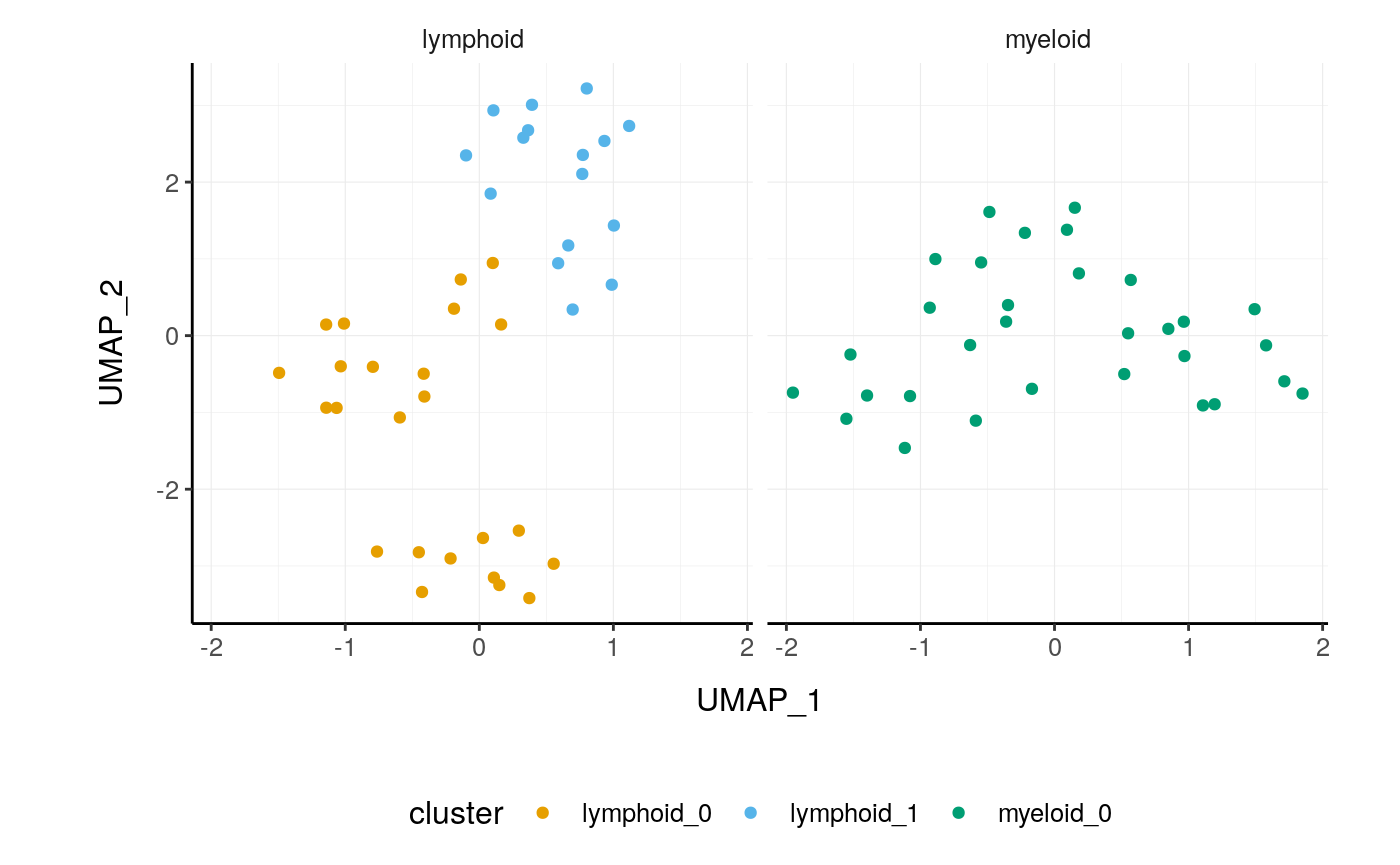 lymphoid myeloid
2
0
-2
UMAP_2
-2 -1 0 1 2 -2 -1 0 1 2
UMAP_1
cluster lymphoid_0 lymphoid_1 myeloid_0